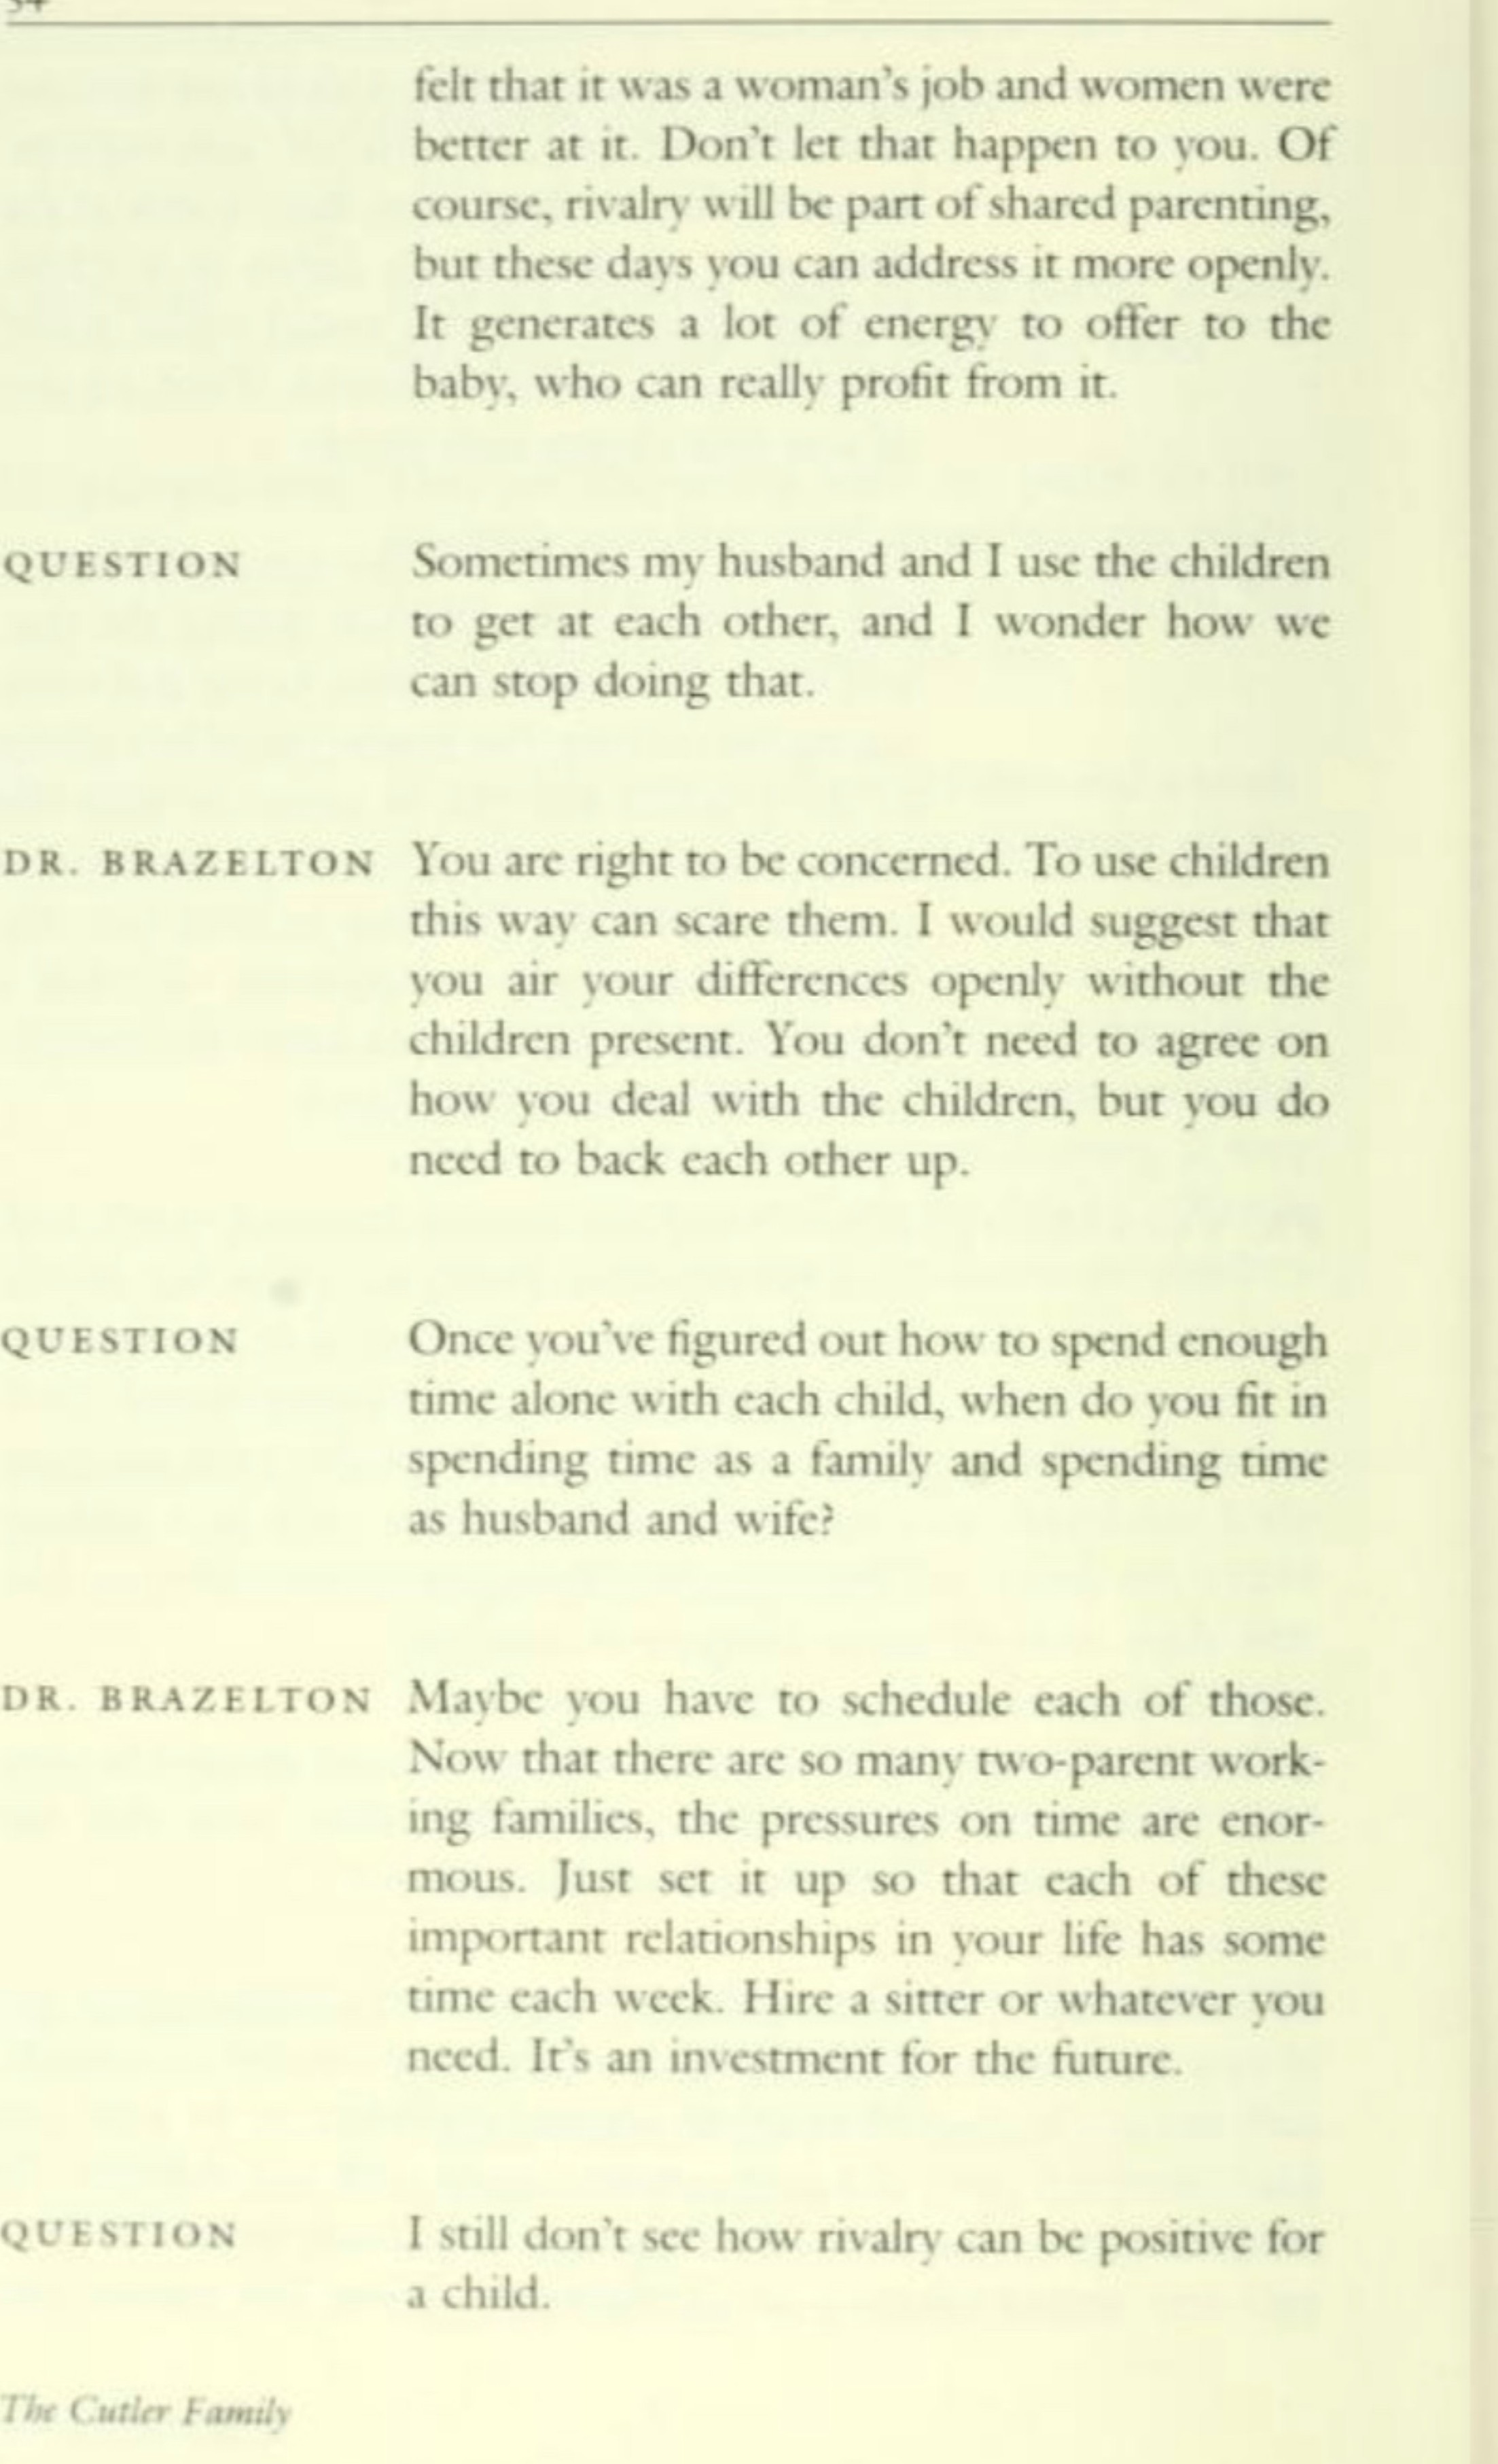 felt that it was a woman's job and women were
better at it. Don't let that happen to you. Of
course, rivalry will be part of shared parenting,
but these days you can address it more openly.
It generates a lot of energy to offer to the
baby, who can really profit from it.
QUESTION Sometimes my husband and I use the children
to get at each other, and I wonder how we
can stop doing that.
DR. BRAZELTON You are right to be concerned. To use children
this way can scare them. I would suggest that
you air your differences openly without the
children present. You don't need to agree on
how you deal with the children, but you do
need to back each other up.
QUESTION Once you've figured out how to spend enough
time alone with each child, when do you fit in
spending time as a family and spending time
as husband and wife?
DR. BRAZELTON Maybe you have to schedule each of those.
Now that there are so many two-parent work-
ing families, the pressures on time are enor-
mous. Just set it up so that each of these
important relationships in your life has some
time each week. Hire a sitter or whatever you
need. It's an investment for the future.
QUESTION I still don't see how rivalry can be positive for
a child.
The Cutler Family